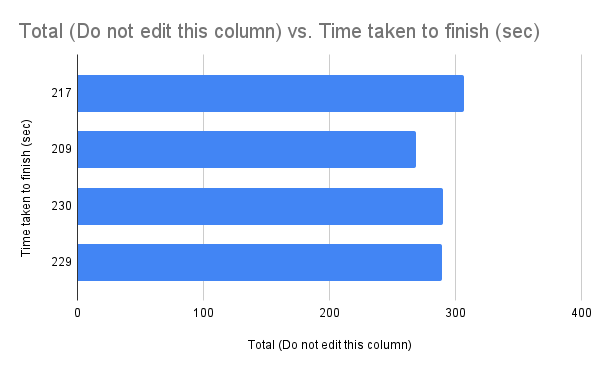 Total (Do not edit this column) vs. Time taken to finish (sec)
Time taken to finish (sec)
217
209
230
229
0 100 200 300 400
Total (Do not edit this column)